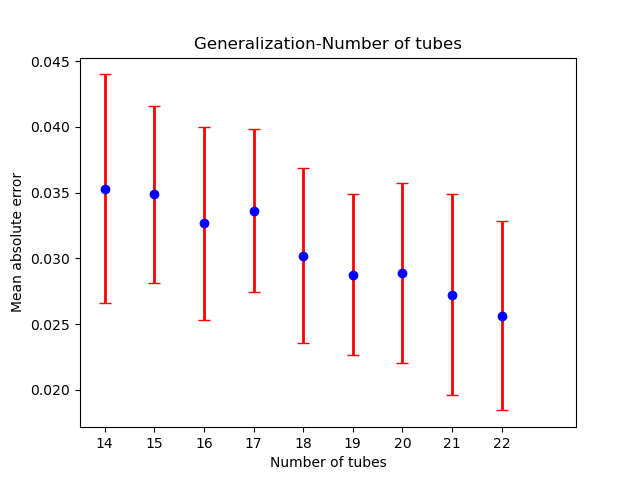 Generalization-Number of tubes
0.045
0.040
0.035
0.030
0.025
0.020
Mean absolute error
14 15 16 17 18 19 20 21 22
Number of tubes